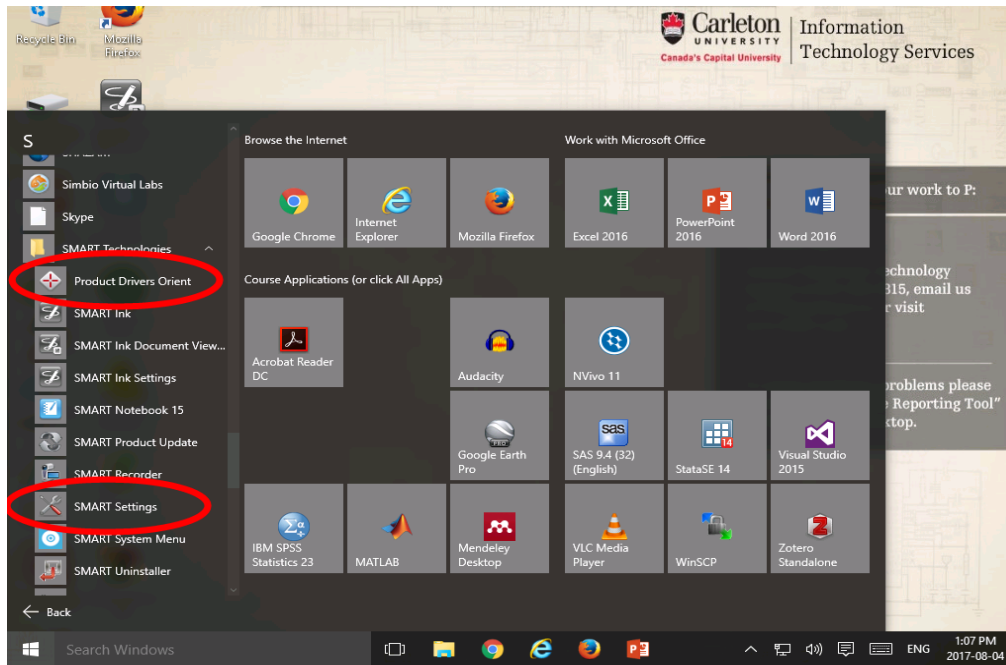 Recycle Bin
Mozilla
Firefox
Carleton
UNIVERSITY
Canada's Capital University
Information
Technology Services
S
Simbio Virtual Labs
Skype
SMART Technologies
Product Drivers Orient
SMART Ink
SMART Ink Document View...
SMART Ink Settings
SMART Notebook 15
SMART Product Update
SMART Recorder
SMART Settings
SMART System Menu
SMART Uninstaller
Back
Browse the Internet
Google Chrome
Internet
Explorer
Mozilla Firefox
Work with Microsoft Office
Excel 2016
PowerPoint
2016
Word 2016
Course Applications (or click All Apps)
Acrobat Reader
DC
Audacity
NVivo 11
Google Earth
Pro
SAS 9.4 (32)
(English)
StataSE 14
Visual Studio
2015
IBM SPSS
Statistics 23
MATLAB
Mendeley
Desktop
VLC Media
Player
WinSCP
Zotero
Standalone
our work to P:
echnology
315, email us
r visit
problems please
Reporting Tool"
ktop.
Search Windows
ENG
1:07 PM
2017-08-04